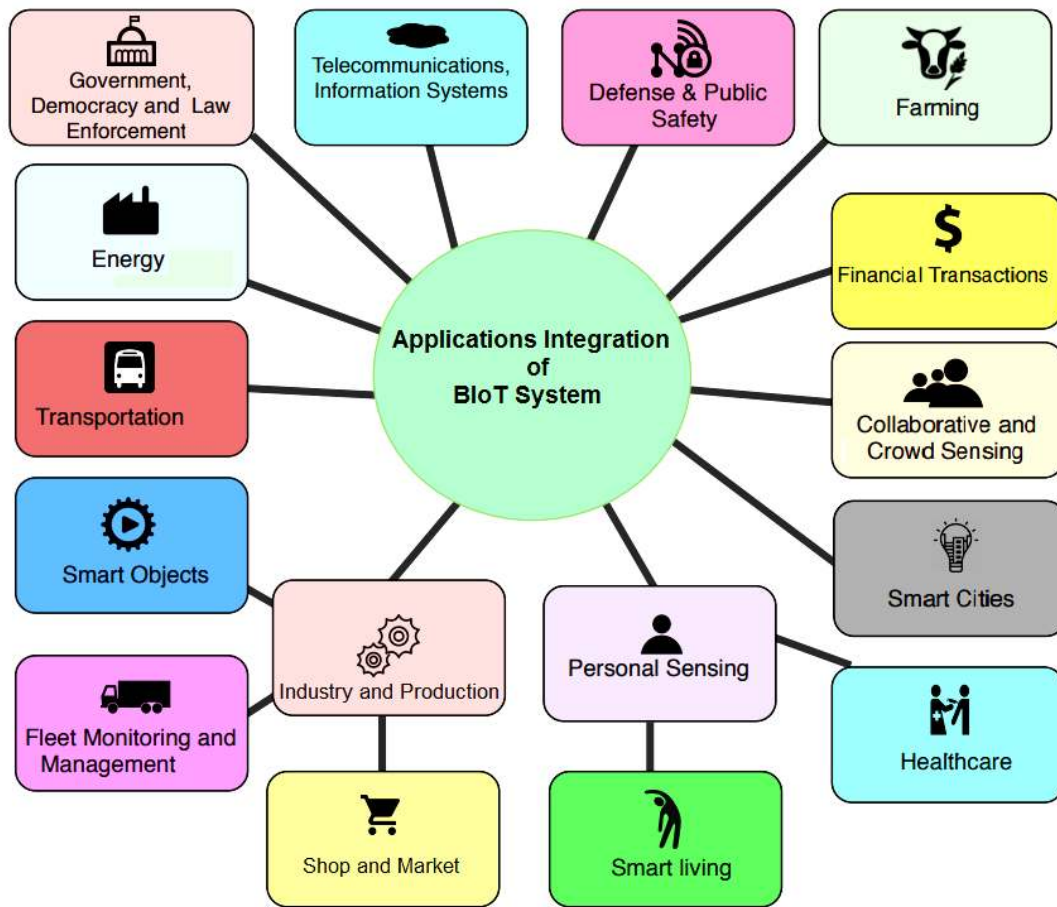 Government,
Democracy and Law
Enforcement
Telecommunications,
Information Systems
Defense & Public
Safety
Farming
Energy
$
Financial Transactions
Applications Integration
of
BIoT System
Transportation
Collaborative and
Crowd Sensing
Smart Objects
Smart Cities
Industry and Production
Personal Sensing
Fleet Monitoring and
Management
Healthcare
Shop and Market
Smart living